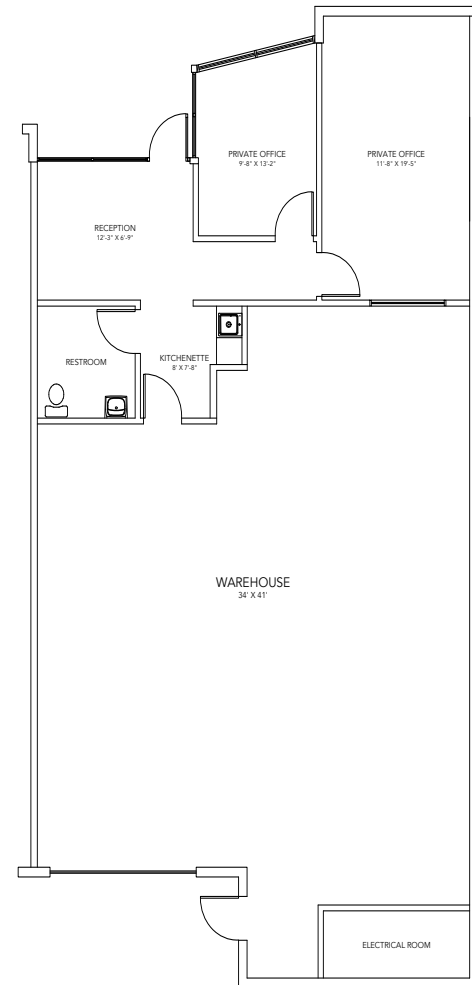 PRIVATE OFFICE
9'-8" X 13'-2"
PRIVATE OFFICE
11'-8" X 19'-5"
RECEPTION
12'-3" X 6'-9"
RESTROOM
KITCHENETTE
8' X 7'-8"
WAREHOUSE
34' X 41'
ELECTRICAL ROOM